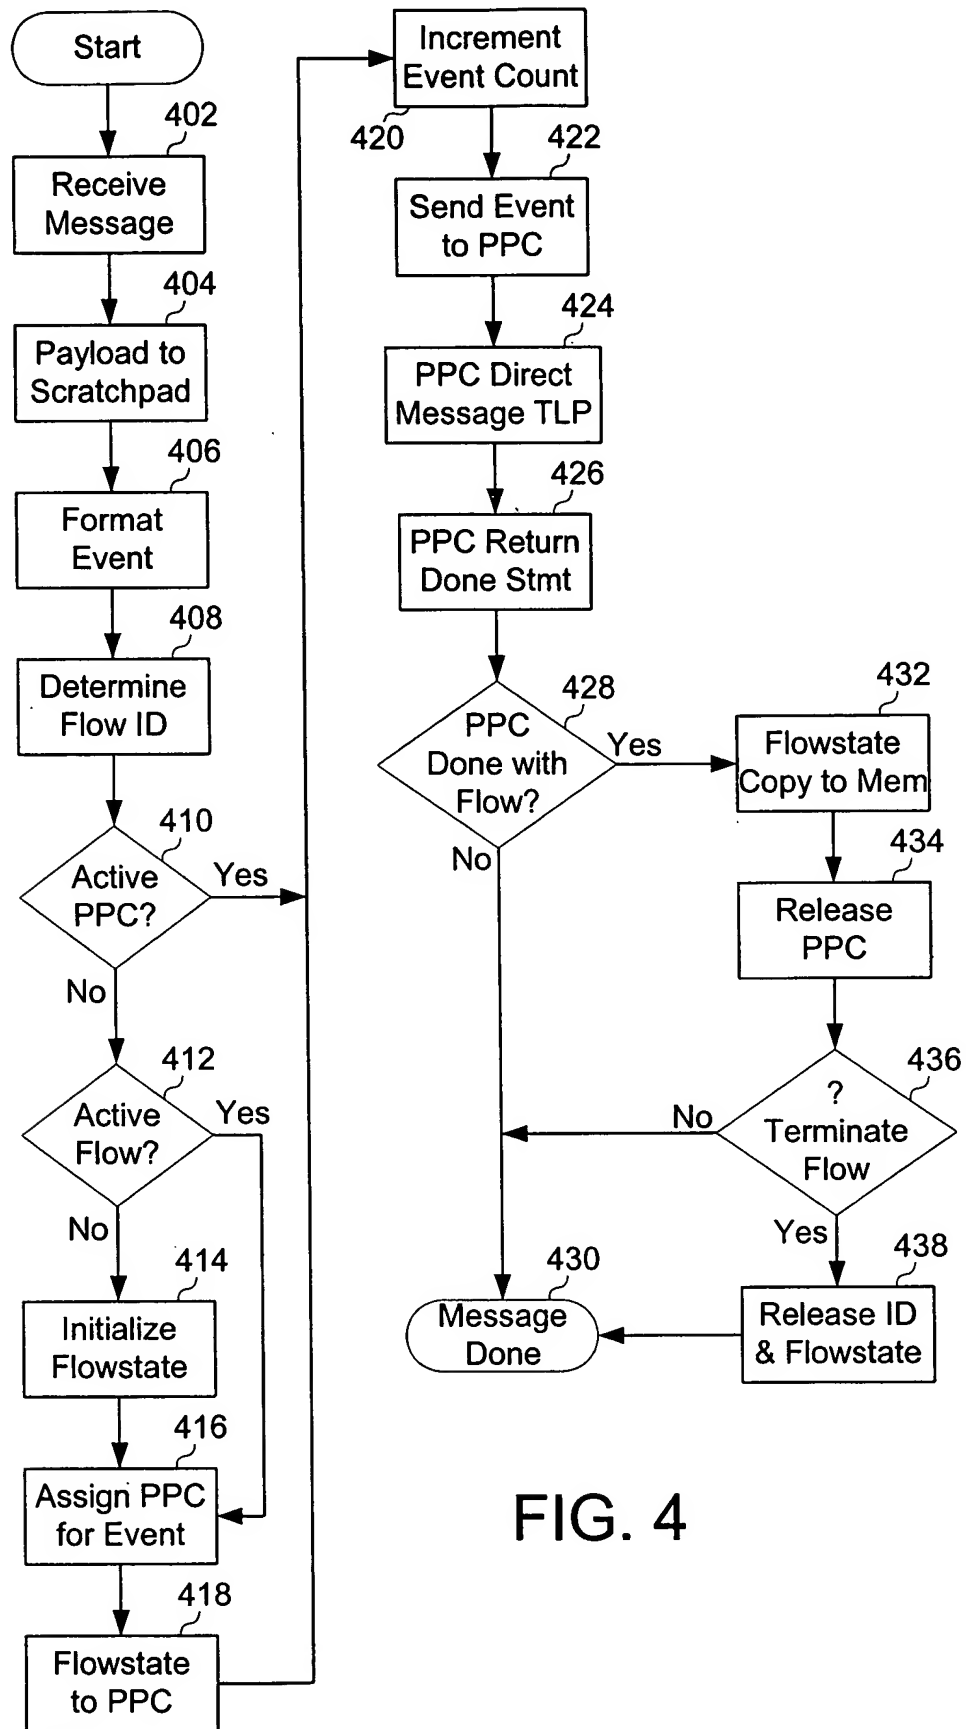 Start
402
Receive
Message
404
Payload to
Scratchpad
406
Format
Event
408
Determine
Flow ID
410
Active
PPC?
Yes
No
412
Active
Flow?
Yes
No
414
Initialize
Flowstate
416
Assign PPC
for Event
418
Flowstate
to PPC
Increment
Event Count
420
422
Send Event
to PPC
424
PPC Direct
Message TLP
426
PPC Return
Done Stmt
428
PPC
Done with
Flow?
Yes
No
432
Flowstate
Copy to Mem
434
Release
PPC
436
?
Terminate
Flow
No
Yes
438
Release ID
& Flowstate
430
Message
Done
FIG. 4